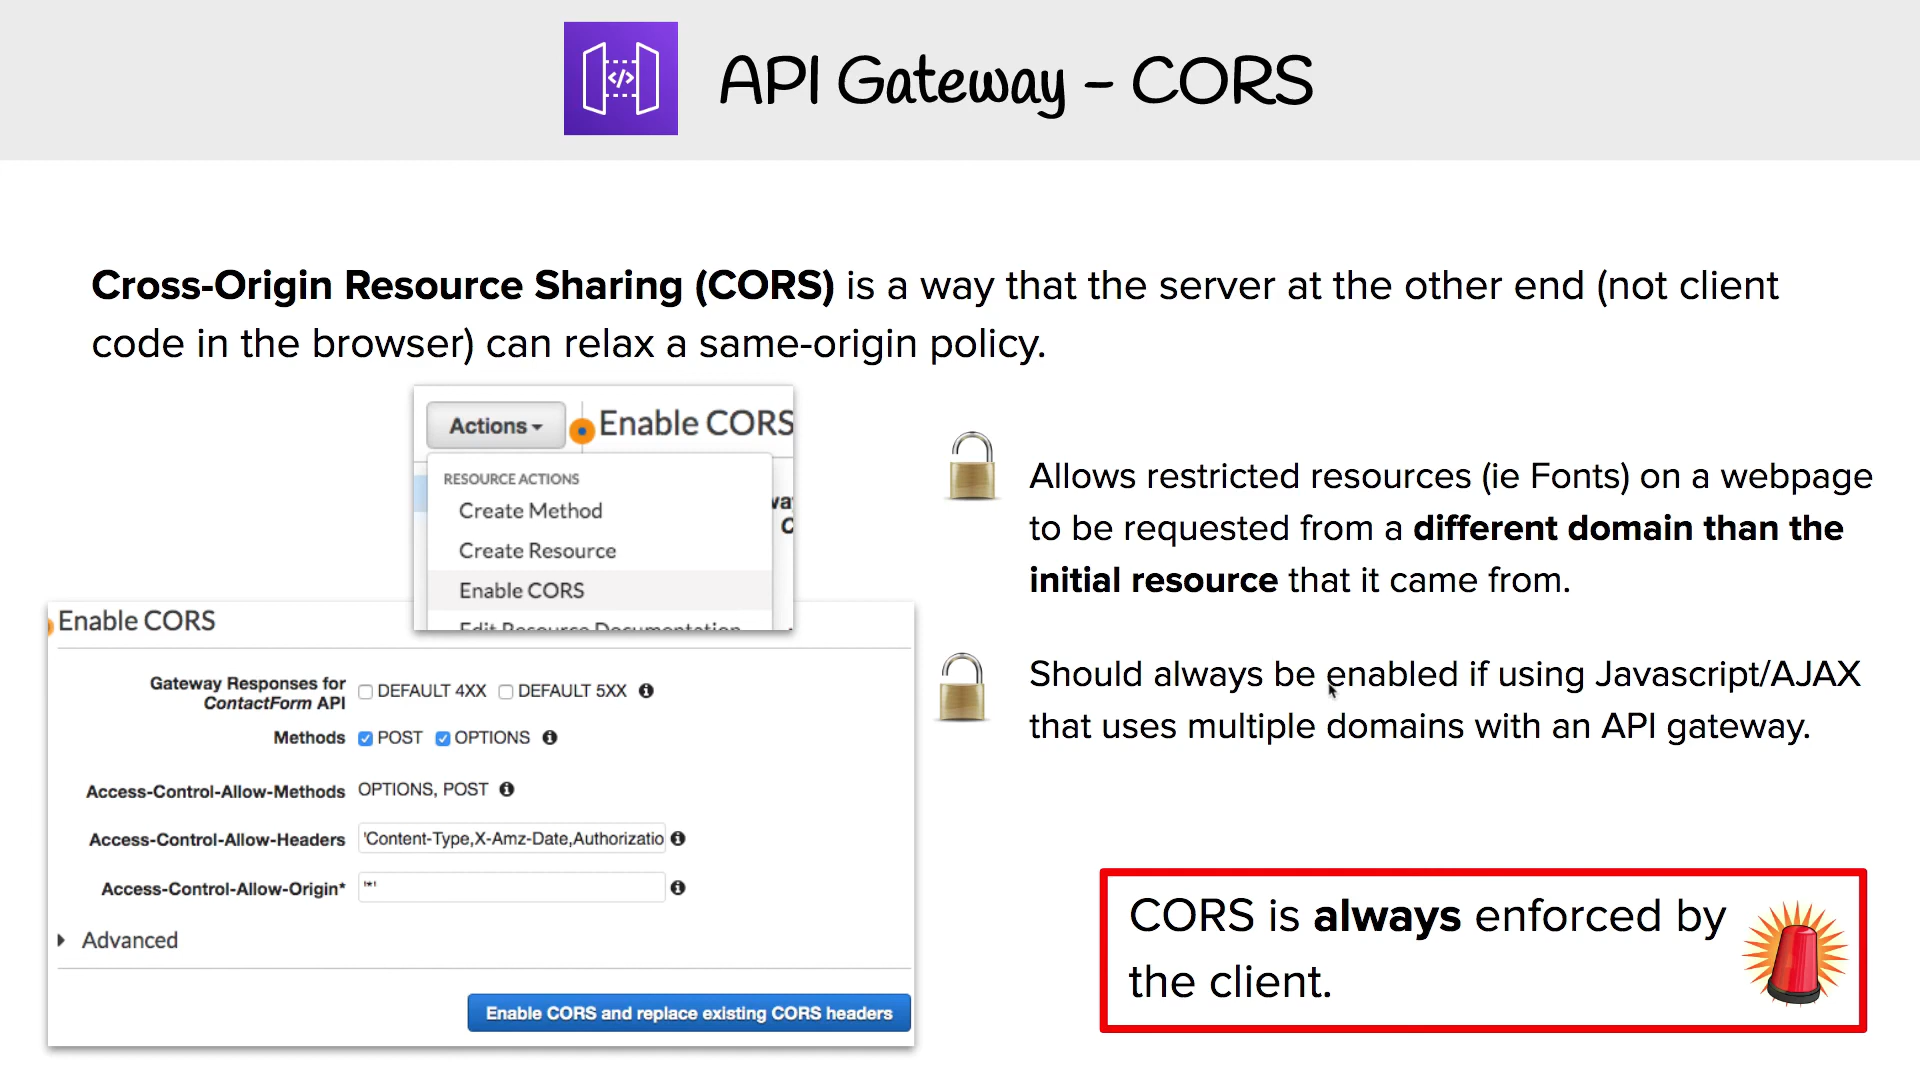 </>
API Gateway – CORS
Cross-Origin Resource Sharing (CORS) is a way that the server at the other end (not client
code in the browser) can relax a same-origin policy.
Actions
Enable CORS
RESOURCE ACTIONS
Create Method
Create Resource
Enable CORS
Edit Resource Documentation
Enable CORS
Gateway Responses for
ContactForm API
DEFAULT 4XX DEFAULT 5XX
Methods
POST OPTIONS
Access-Control-Allow-Methods
OPTIONS, POST
Access-Control-Allow-Headers
'Content-Type,X-Amz-Date,Authorizatio
Access-Control-Allow-Origin*
'*'
Advanced
Enable CORS and replace existing CORS headers
Allows restricted resources (ie Fonts) on a webpage
to be requested from a different domain than the
initial resource that it came from.
Should always be enabled if using Javascript/AJAX
that uses multiple domains with an API gateway.
CORS is always enforced by
the client.